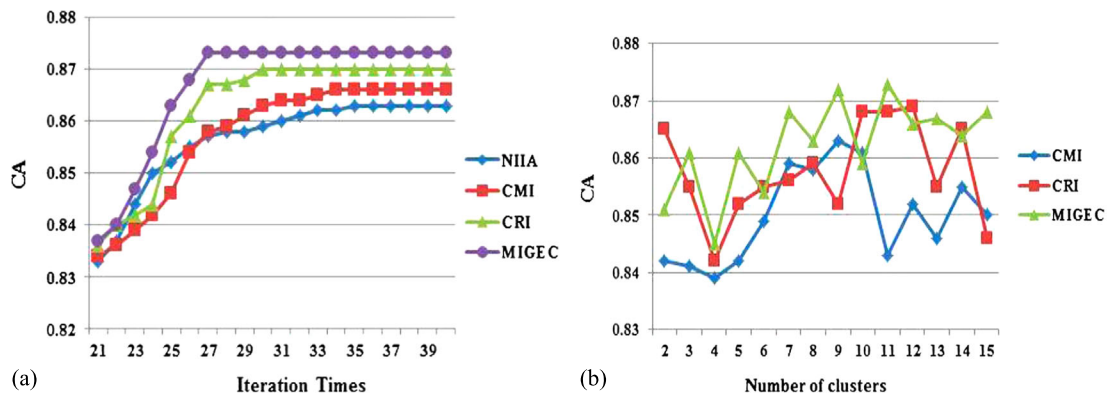 0.88
0.87
0.86
0.85
0.84
0.83
0.82
CA
21 23 25 27 29 31 33 35 37 39
Iteration Times
NIIA
CMI
CRI
MIGEC
(a)
0.88
0.87
0.86
0.85
0.84
0.83
CA
2 3 4 5 6 7 8 9 10 11 12 13 14 15
Number of clusters
CMI
CRI
MIGEC
(b)